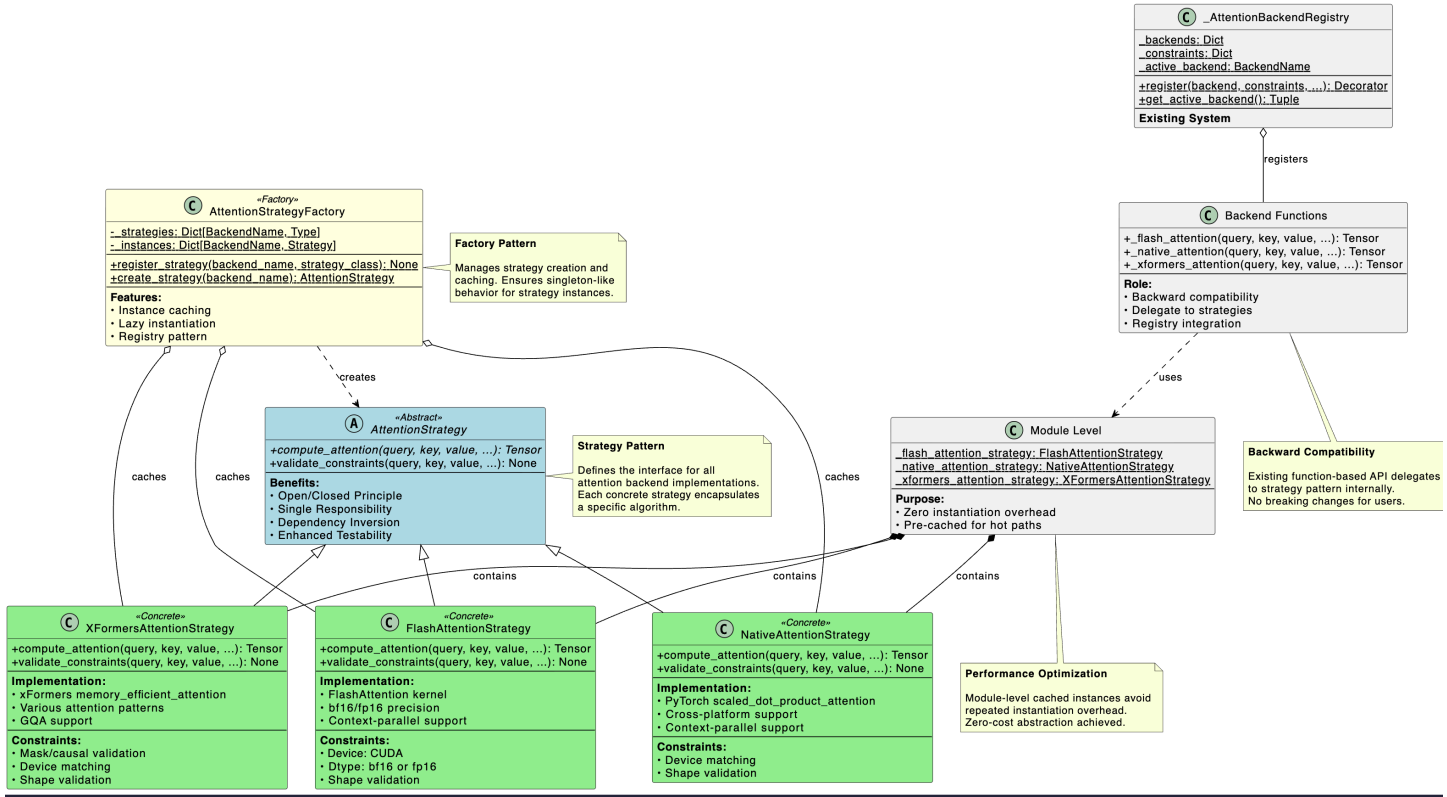 C _AttentionBackendRegistry
_backends: Dict
_constraints: Dict
_active_backend: BackendName
+register(backend, constraints, ...): Decorator
+get_active_backend(): Tuple
Existing System
registers
«Factory»
C AttentionStrategyFactory
-_strategies: Dict[BackendName, Type]
-_instances: Dict[BackendName, Strategy]
+register_strategy(backend_name, strategy_class): None
+create_strategy(backend_name): AttentionStrategy
Features:
• Instance caching
• Lazy instantiation
• Registry pattern
Factory Pattern
Manages strategy creation and
caching. Ensures singleton-like
behavior for strategy instances.
C Backend Functions
+_flash_attention(query, key, value, ...): Tensor
+_native_attention(query, key, value, ...): Tensor
+_xformers_attention(query, key, value, ...): Tensor
Role:
• Backward compatibility
• Delegate to strategies
• Registry integration
creates
uses
«Abstract»
A AttentionStrategy
+compute_attention(query, key, value, ...): Tensor
+validate_constraints(query, key, value, ...): None
Benefits:
• Open/Closed Principle
• Single Responsibility
• Dependency Inversion
• Enhanced Testability
Strategy Pattern
Defines the interface for all
attention backend implementations.
Each concrete strategy encapsulates
a specific algorithm.
C Module Level
_flash_attention_strategy: FlashAttentionStrategy
_native_attention_strategy: NativeAttentionStrategy
_xformers_attention_strategy: XFormersAttentionStrategy
Purpose:
• Zero instantiation overhead
• Pre-cached for hot paths
Backward Compatibility
Existing function-based API delegates
to strategy pattern internally.
No breaking changes for users.
caches
caches
caches
contains
contains
contains
«Concrete»
C XFormersAttentionStrategy
+compute_attention(query, key, value, ...): Tensor
+validate_constraints(query, key, value, ...): None
Implementation:
• xFormers memory_efficient_attention
• Various attention patterns
• GQA support
Constraints:
• Mask/causal validation
• Device matching
• Shape validation
«Concrete»
C FlashAttentionStrategy
+compute_attention(query, key, value, ...): Tensor
+validate_constraints(query, key, value, ...): None
Implementation:
• FlashAttention kernel
• bf16/fp16 precision
• Context-parallel support
Constraints:
• Device: CUDA
• Dtype: bf16 or fp16
• Shape validation
«Concrete»
C NativeAttentionStrategy
+compute_attention(query, key, value, ...): Tensor
+validate_constraints(query, key, value, ...): None
Implementation:
• PyTorch scaled_dot_product_attention
• Cross-platform support
• Context-parallel support
Constraints:
• Device matching
• Shape validation
Performance Optimization
Module-level cached instances avoid
repeated instantiation overhead.
Zero-cost abstraction achieved.